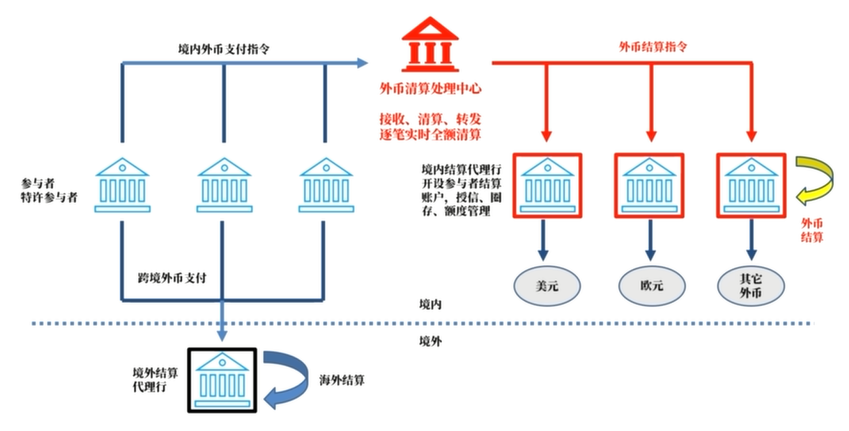 境内外币支付指令
外币结算指令
外币清算处理中心
接收、清算、转发
逐笔实时全额清算
参与者
特许参与者
境内结算代理行
开设参与者结算
账户，授信、圈
存、额度管理
外币
结算
跨境外币支付
美元
欧元
其它
外币
境内
境外
境外结算
代理行
海外结算